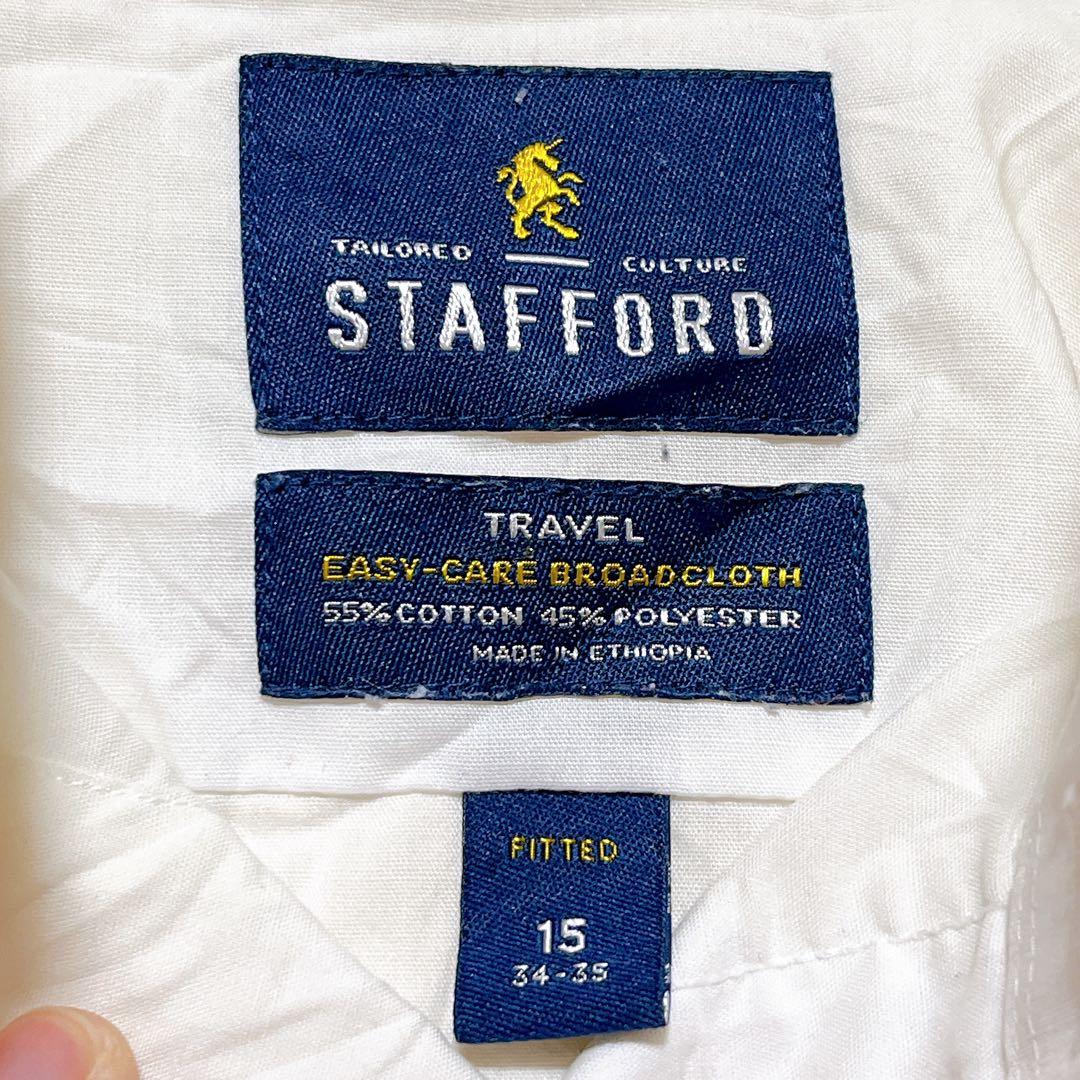 TAILORED CULTURE
STAFFORD
TRAVEL
EASY-CARE BROADCLOTH
55% COTTON 45% POLYESTER
MADE IN ETHIOPIA
FITTED
15
34-35